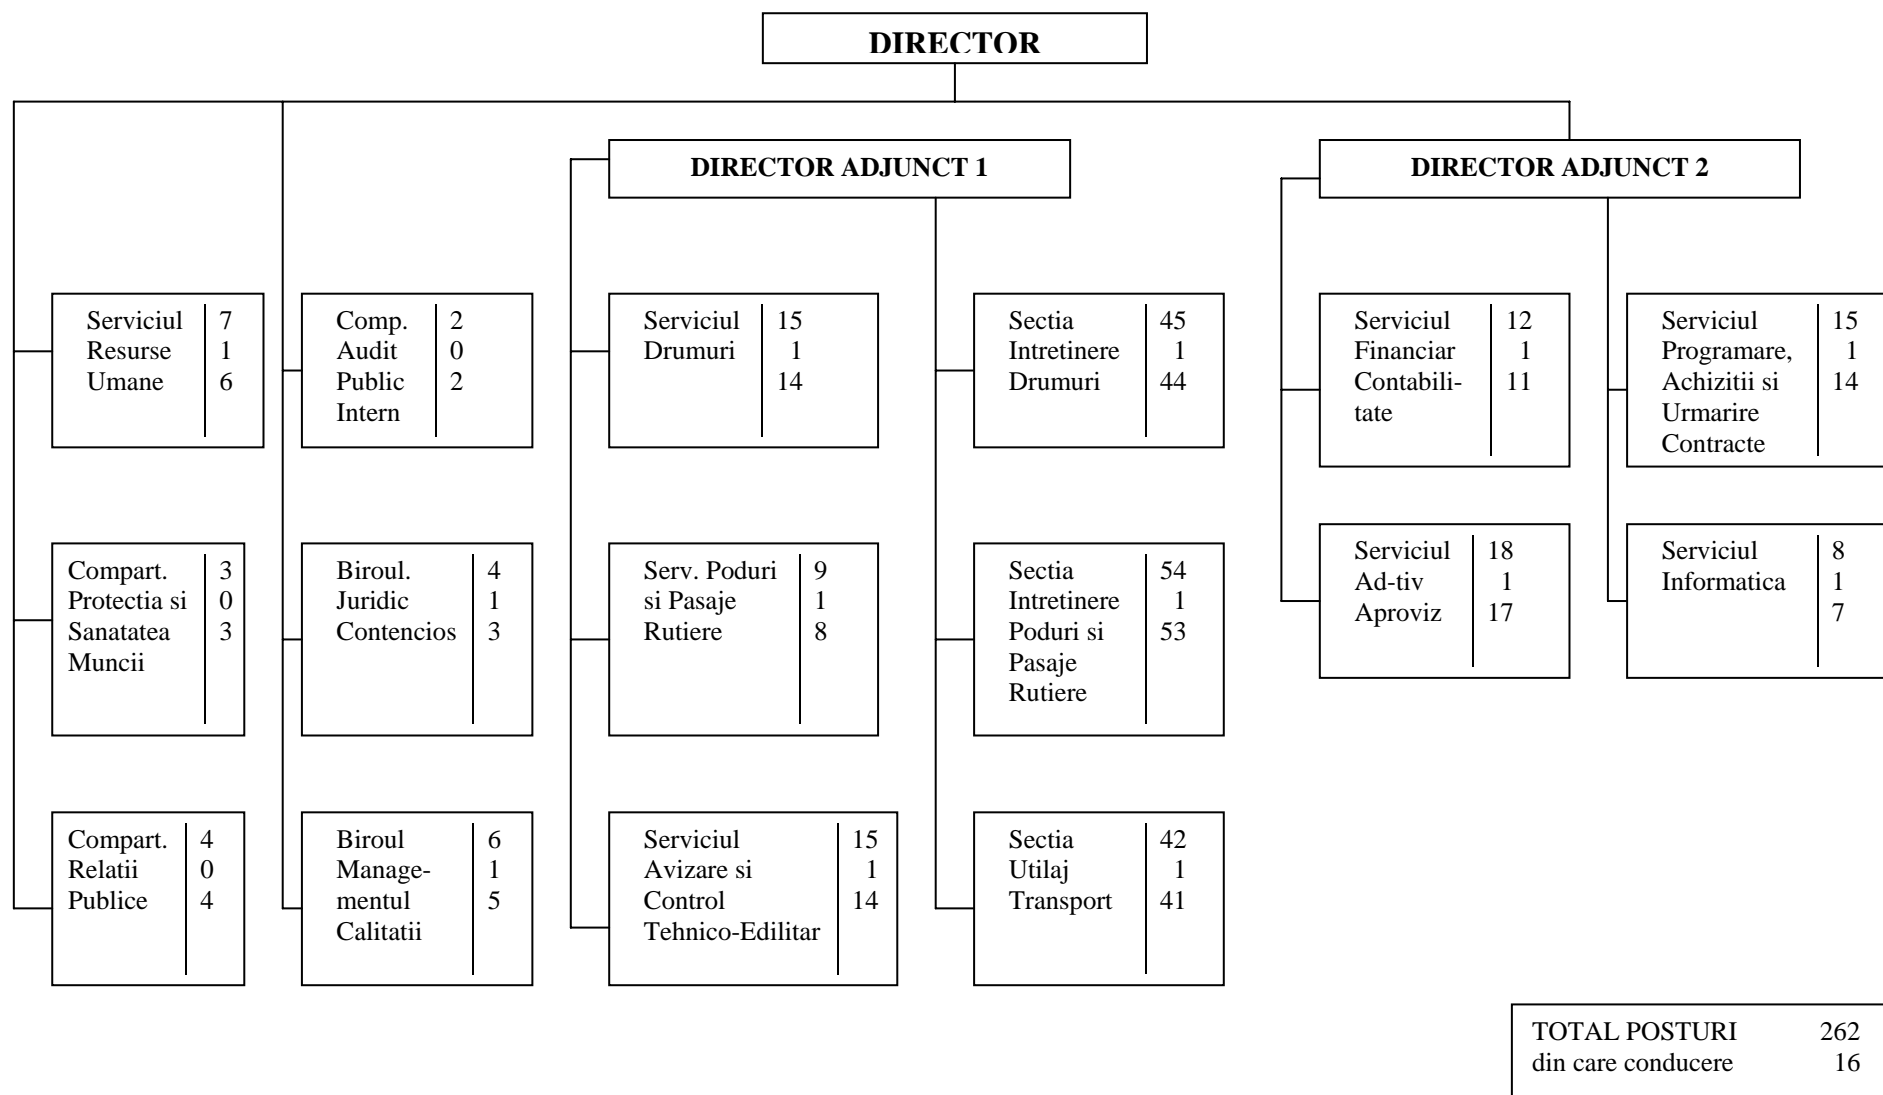 DIRECTOR
DIRECTOR ADJUNCT 1
DIRECTOR ADJUNCT 2
Serviciul 7
Resurse 1
Umane 6
Comp. 2
Audit 0
Public 2
Intern
Serviciul 15
Drumuri 1
14
Sectia 45
Intretinere 1
Drumuri 44
Serviciul 12
Financiar 1
Contabili- 11
tate
Serviciul 15
Programare, 1
Achizitii si 14
Urmarire
Contracte
Compart. 3
Protectia si 0
Sanatatea 3
Muncii
Biroul. 4
Juridic 1
Contencios 3
Serv. Poduri 9
si Pasaje 1
Rutiere 8
Sectia 54
Intretinere 1
Poduri si 53
Pasaje
Rutiere
Serviciul 18
Ad-tiv 1
Aproviz 17
Serviciul 8
Informatica 1
7
Compart. 4
Relatii 0
Publice 4
Biroul 6
Manage- 1
mentul 5
Calitatii
Serviciul 15
Avizare si 1
Control 14
Tehnico-Edilitar
Sectia 42
Utilaj 1
Transport 41
TOTAL POSTURI 262
din care conducere 16